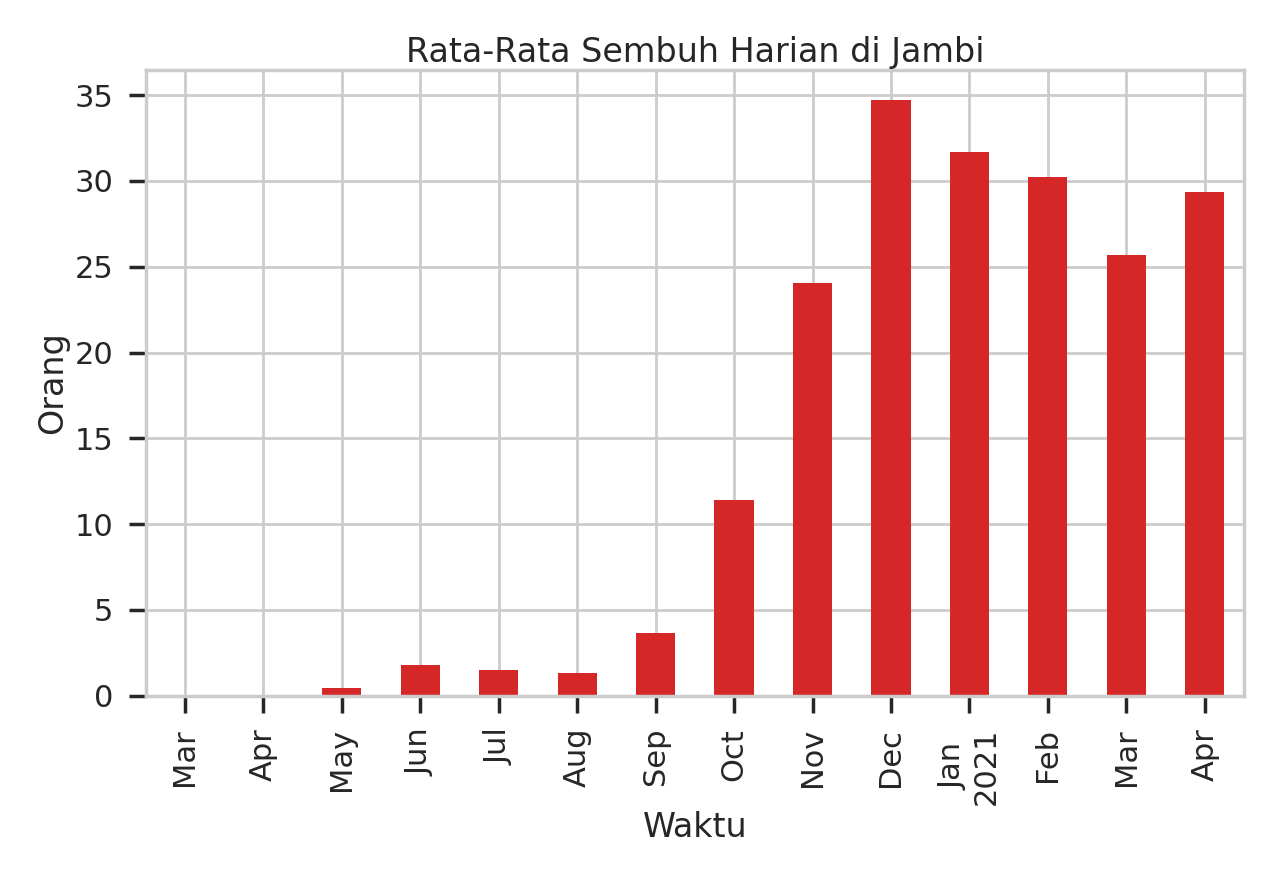 Rata-Rata Sembuh Harian di Jambi
35
30
25
20
15
10
5
0
Orang
Mar
Apr
May
Jun
Jul
Aug
Sep
Oct
Nov
Dec
Jan
2021
Feb
Mar
Apr
Waktu